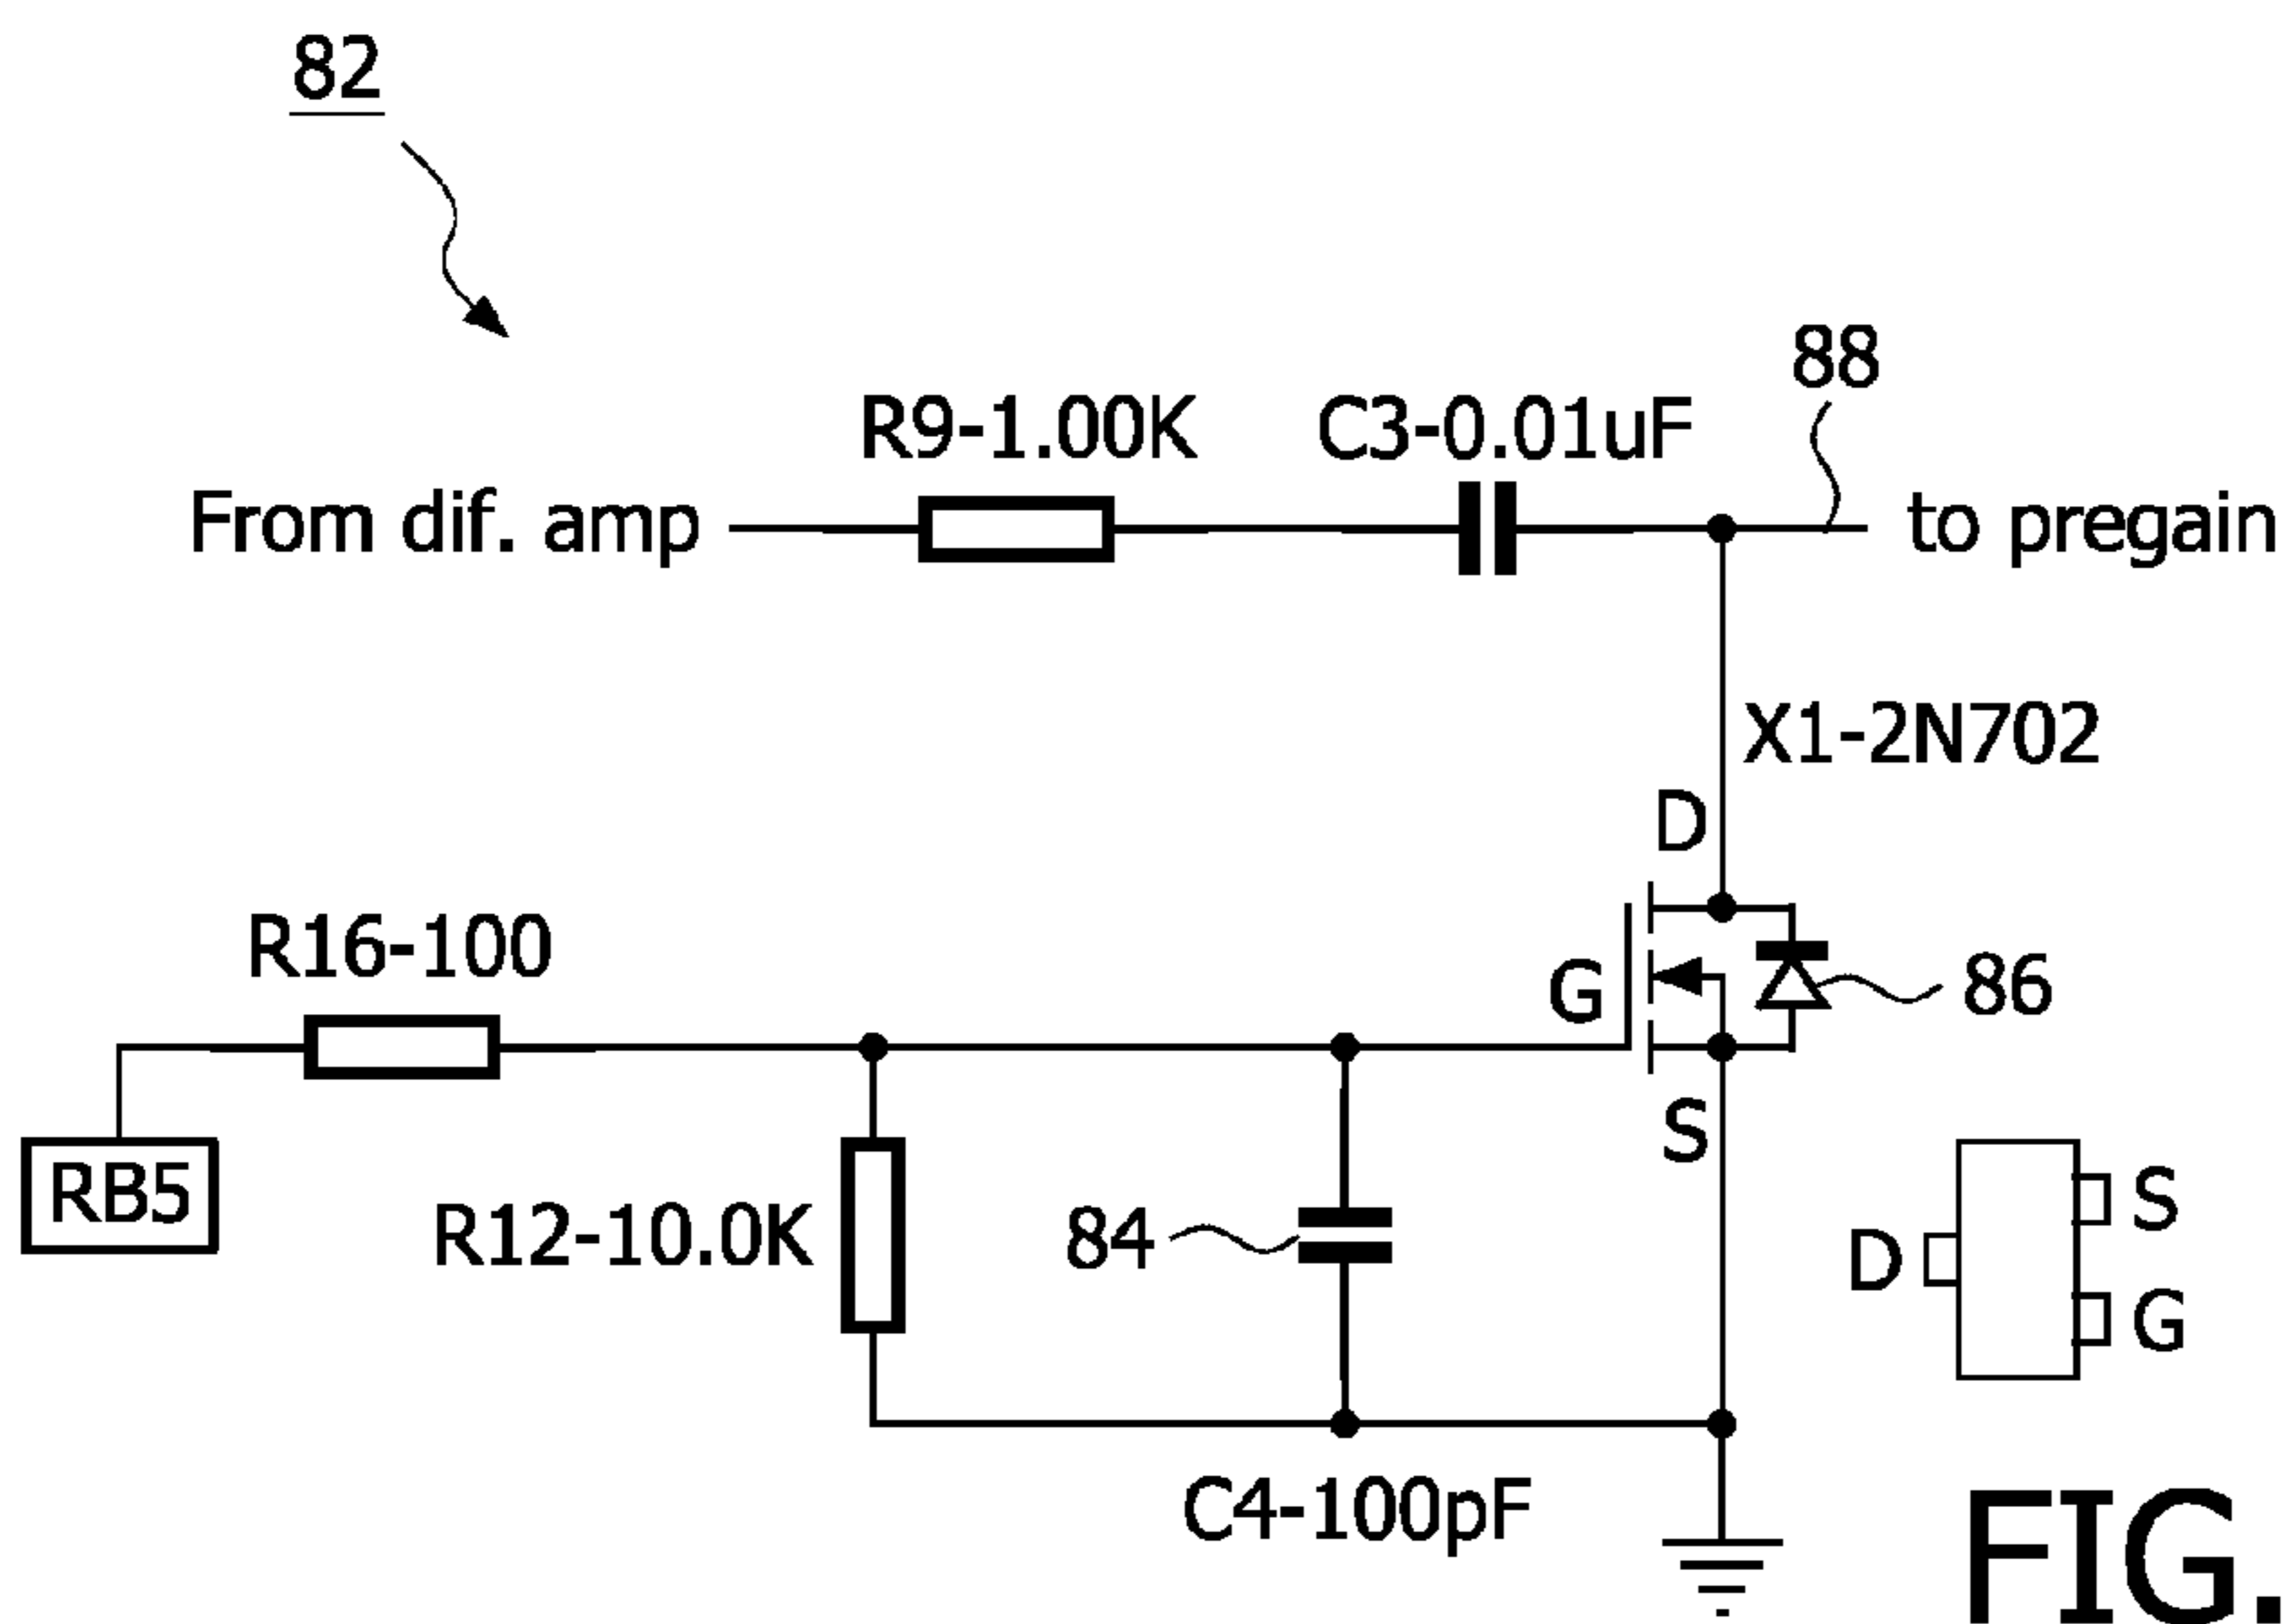 82
88
R9-1.00K
C3-0.01uF
From dif. amp
to pregain
X1-2N702
D
R16-100
G
86
S
RB5
R12-10.0K
84
S
D
G
C4-100pF
FIG.